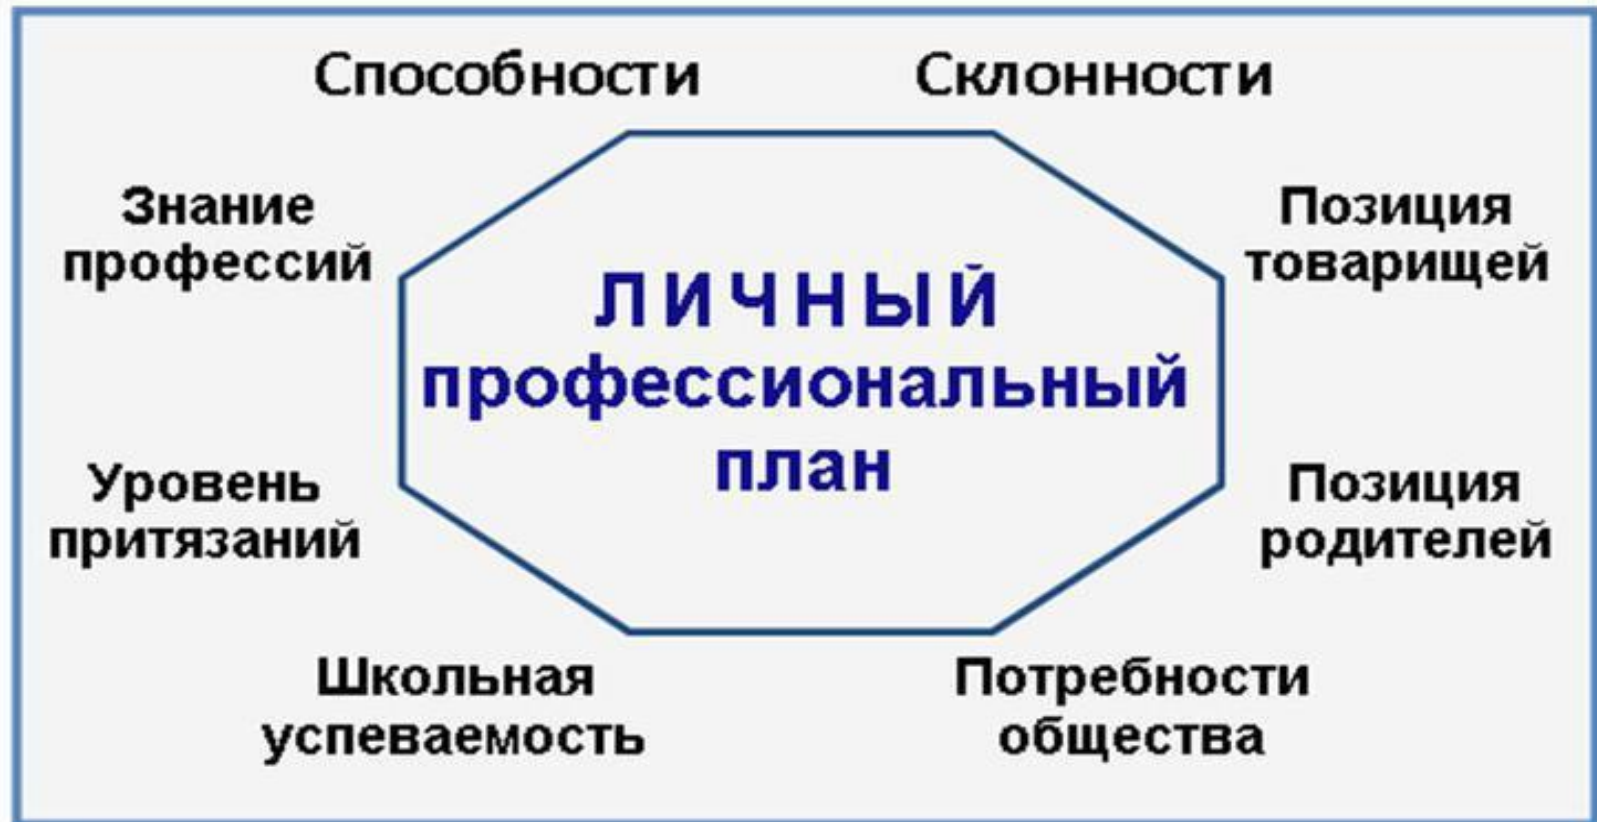 Способности
Склонности
Знание
профессий
Позиция
товарищей
ЛИЧНЫЙ
профессиональный
план
Уровень
притязаний
Позиция
родителей
Школьная
успеваемость
Потребности
общества